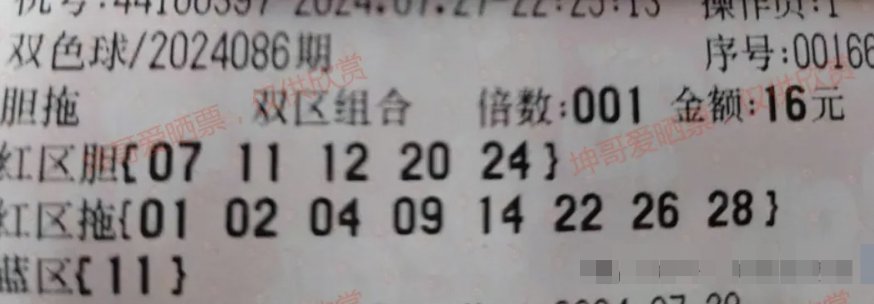 机号:44100397 2024.07.27-22:25:13 操作员:1
双色球/2024086期 序号:00166
胆拖 双区组合 倍数:001 金额:16元
红区胆{07 11 12 20 24}
红区拖{01 02 04 09 14 22 26 28}
蓝区{11}
坤哥爱晒票,仅供欣赏
坤哥爱晒票,仅供欣赏